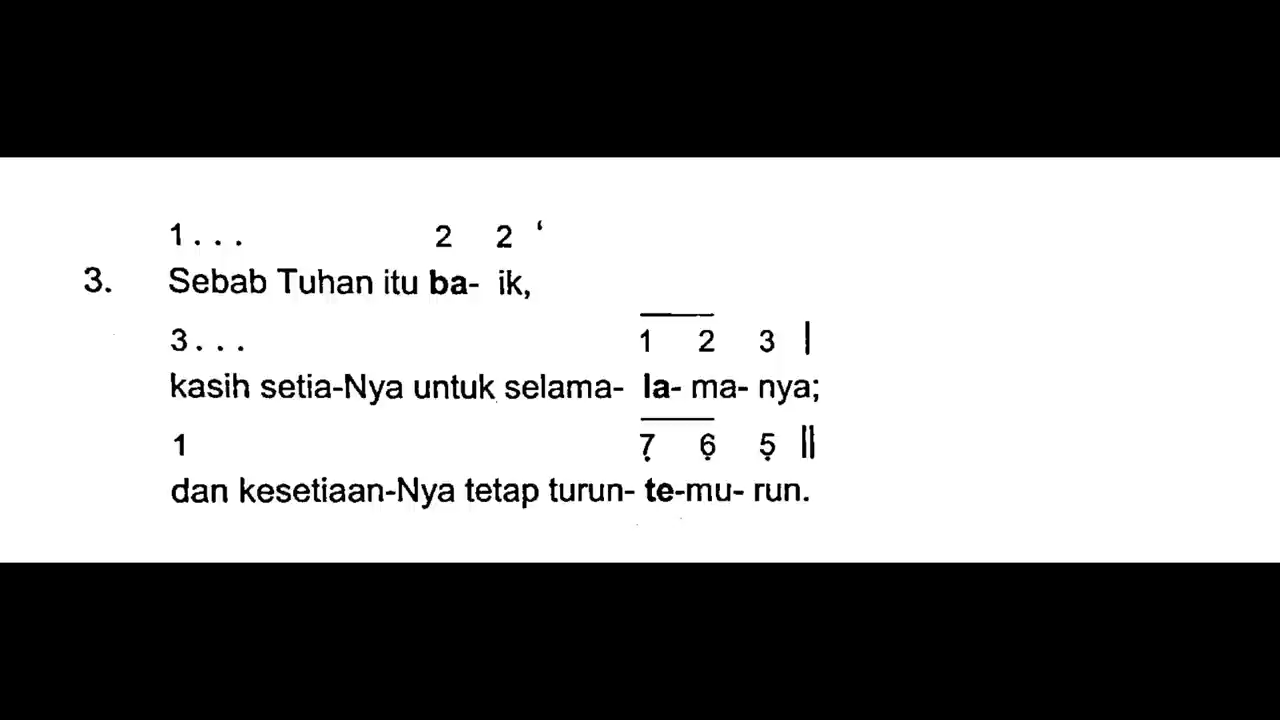 1 . . . 2 2 ‘
3. Sebab Tuhan itu ba- ik,
3 . . . 1 2 3 |
kasih setia-Nya untuk selama- la- ma- nya;
1 7̣ 6̣ 5̣ ||
dan kesetiaan-Nya tetap turun- te-mu- run.